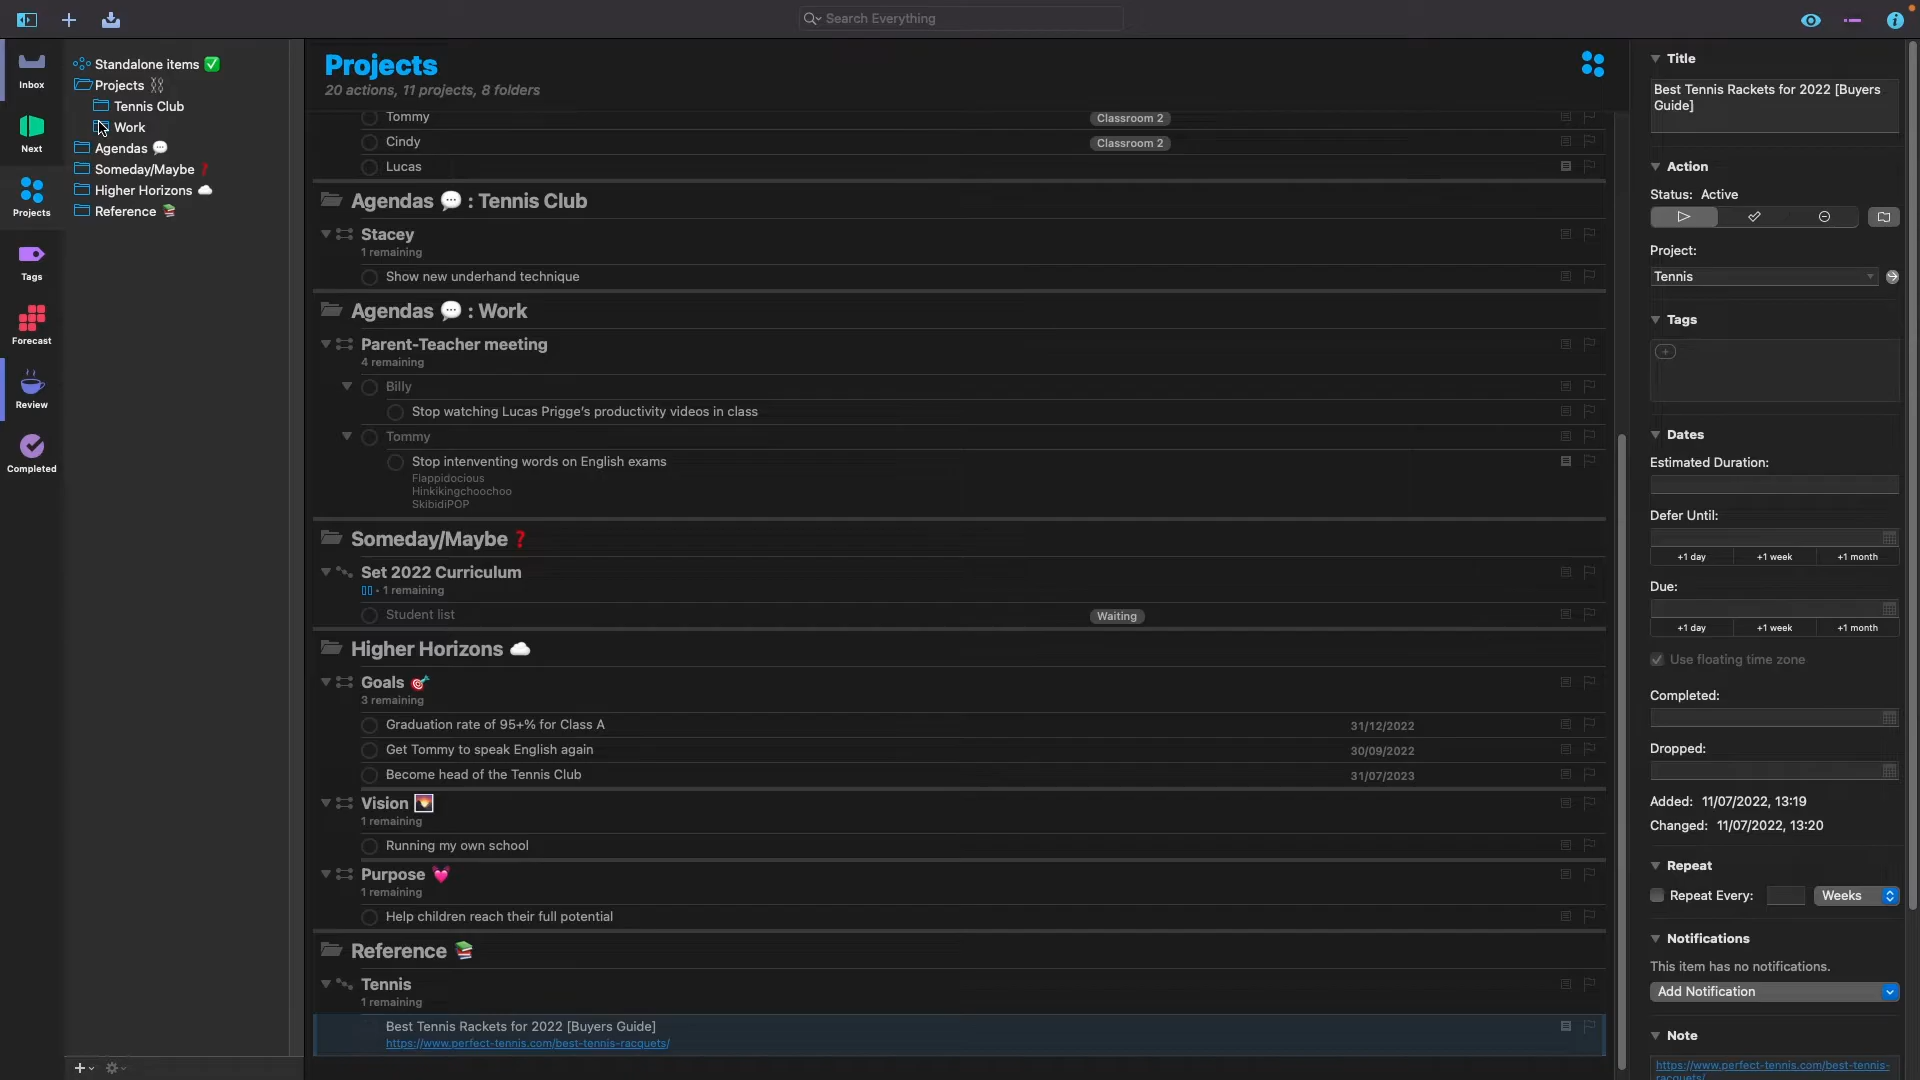 Search Everything
Inbox
Next
Projects
Tags
Forecast
Review
Completed
Standalone items ✅
Projects ⛓
Tennis Club
Work
Agendas 💬
Someday/Maybe ❓
Higher Horizons ☁️
Reference 📚
Projects
20 actions, 11 projects, 8 folders
Tommy Classroom 2
Cindy Classroom 2
Lucas
Agendas 💬 : Tennis Club
Stacey
1 remaining
Show new underhand technique
Agendas 💬 : Work
Parent-Teacher meeting
4 remaining
Billy
Stop watching Lucas Prigge's productivity videos in class
Tommy
Stop intenventing words on English exams
Flappidocious
Hinkikingchoochoo
SkibidiPOP
Someday/Maybe ❓
Set 2022 Curriculum
• 1 remaining
Student list Waiting
Higher Horizons ☁️
Goals 🎯
3 remaining
Graduation rate of 95+% for Class A 31/12/2022
Get Tommy to speak English again 30/09/2022
Become head of the Tennis Club 31/07/2023
Vision 🌄
1 remaining
Running my own school
Purpose 💓
1 remaining
Help children reach their full potential
Reference 📚
Tennis
1 remaining
Best Tennis Rackets for 2022 [Buyers Guide]
https://www.perfect-tennis.com/best-tennis-racquets/
Title
Best Tennis Rackets for 2022 [Buyers
Guide]
Action
Status: Active
Project:
Tennis
Tags
Dates
Estimated Duration:
Defer Until:
+1 day +1 week +1 month
Due:
+1 day +1 week +1 month
Use floating time zone
Completed:
Dropped:
Added: 11/07/2022, 13:19
Changed: 11/07/2022, 13:20
Repeat
Repeat Every: Weeks
Notifications
This item has no notifications.
Add Notification
Note
https://www.perfect-tennis.com/best-tennis-
racquets/